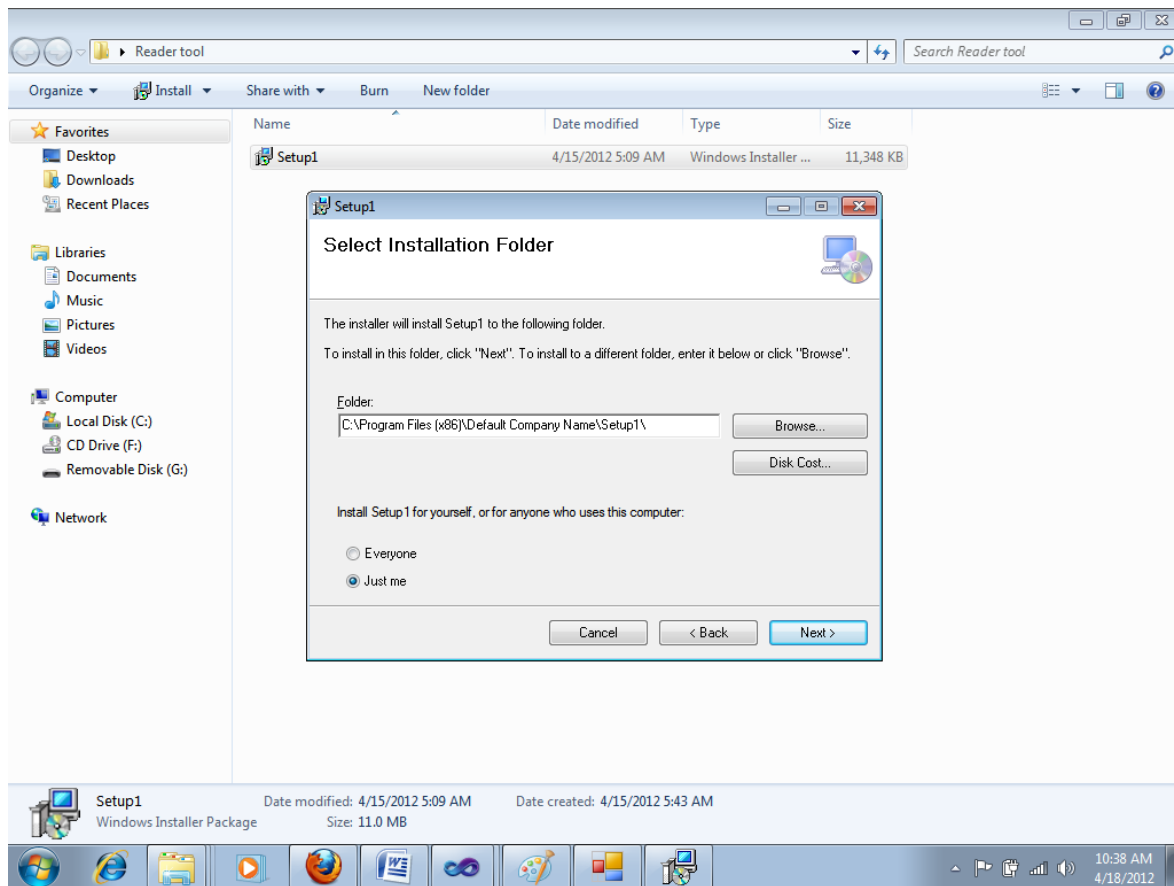 Reader tool
Search Reader tool
Organize
Install
Share with
Burn
New folder
Favorites
Desktop
Downloads
Recent Places
Libraries
Documents
Music
Pictures
Videos
Computer
Local Disk (C:)
CD Drive (F:)
Removable Disk (G:)
Network
Name Date modified Type Size
Setup1 4/15/2012 5:09 AM Windows Installer ... 11,348 KB
Setup1
Select Installation Folder
The installer will install Setup1 to the following folder.
To install in this folder, click "Next". To install to a different folder, enter it below or click "Browse".
Folder:
C:\Program Files (x86)\Default Company Name\Setup1\
Browse...
Disk Cost...
Install Setup1 for yourself, or for anyone who uses this computer:
Everyone
Just me
Cancel
< Back
Next >
Setup1 Date modified: 4/15/2012 5:09 AM Date created: 4/15/2012 5:43 AM
Windows Installer Package Size: 11.0 MB
10:38 AM
4/18/2012